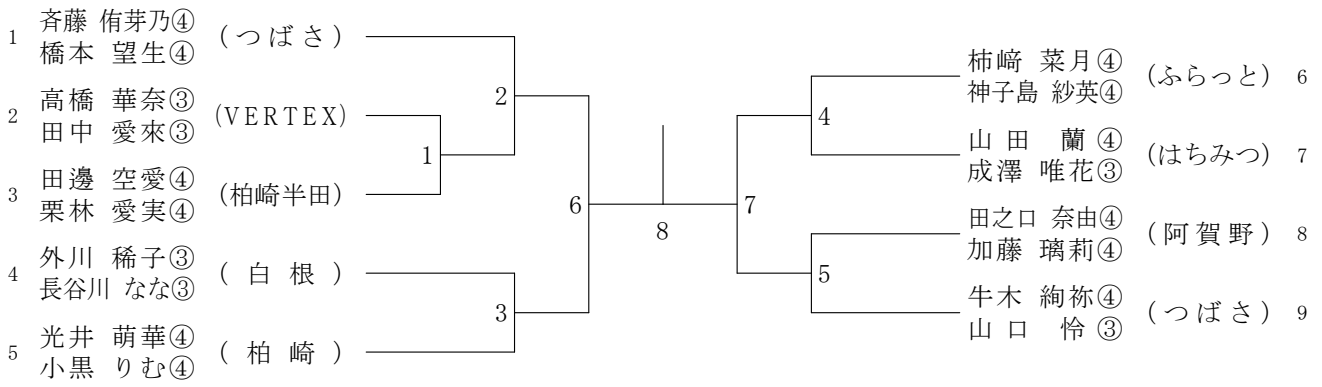 1 斉藤 侑芽乃④ (つばさ)
橋本 望生④
2 高橋 華奈③ (VERTEX)
田中 愛來③
3 田邊 空愛④ (柏崎半田)
栗林 愛実④
4 外川 稀子③ (白根)
長谷川 なな③
5 光井 萌華④ (柏崎)
小黒 りむ④
2
1
6
3
8
7
4
5
柿﨑 菜月④ (ふらっと) 6
神子島 紗英④
山田 蘭④ (はちみつ) 7
成澤 唯花③
田之口 奈由④ (阿賀野) 8
加藤 璃莉④
牛木 絢祢④ (つばさ) 9
山口 怜③